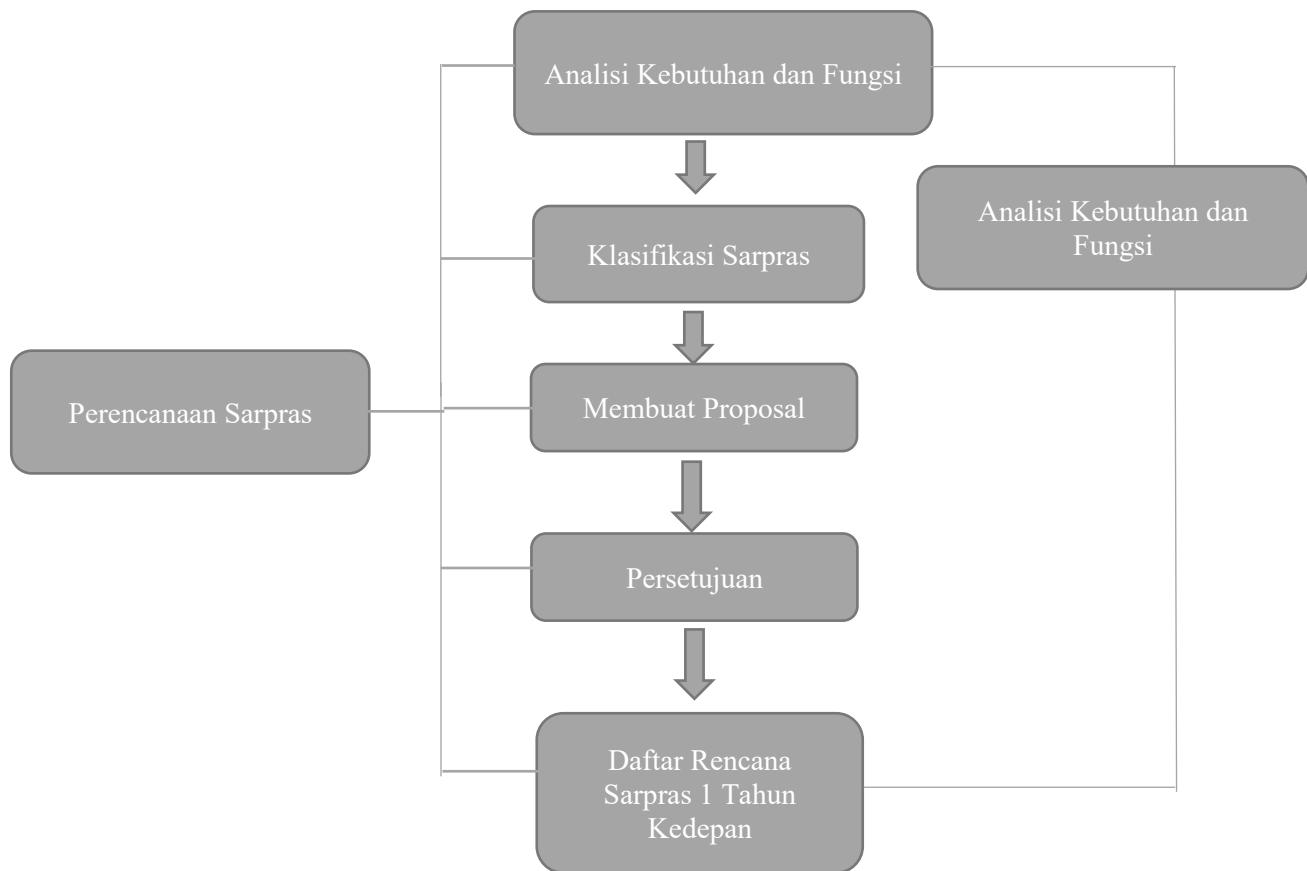 Analisi Kebutuhan dan Fungsi
Analisi Kebutuhan dan
Fungsi
Klasifikasi Sarpras
Perencanaan Sarpras
Membuat Proposal
Persetujuan
Daftar Rencana
Sarpras 1 Tahun
Kedepan